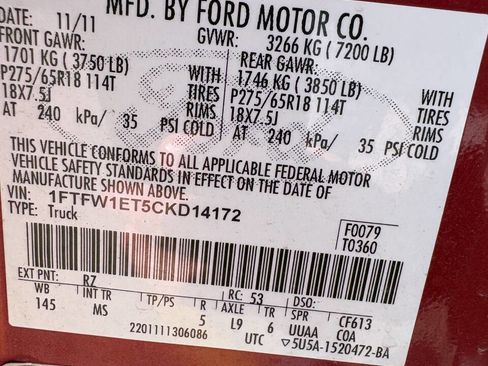 MFD. BY FORD MOTOR CO.
DATE: 11/11 GVWR: 3266 KG (7200 LB)
FRONT GAWR: REAR GAWR:
1701 KG (3750 LB) WITH 1746 KG (3850 LB) WITH
P275/65R18 114T TIRES P275/65R18 114T TIRES
18X7.5J RIMS 18X7.5J RIMS
AT 240 kPa/ 35 PSI COLD AT 240 kPa/ 35 PSI COLD
THIS VEHICLE CONFORMS TO ALL APPLICABLE FEDERAL MOTOR
VEHICLE SAFETY STANDARDS IN EFFECT ON THE DATE OF
MANUFACTURE SHOWN ABOVE.
VIN: 1FTFW1ET5CKD14172 F0079
TYPE: Truck T0360
EXT PNT: R7 RC: 53 DSO:
WB INT TR TP/PS R AXLE TR SPR CF613
145 MS 5 L9 6 UUAA COA
2201111306086 UTC ▽5U5A-1520472-BA